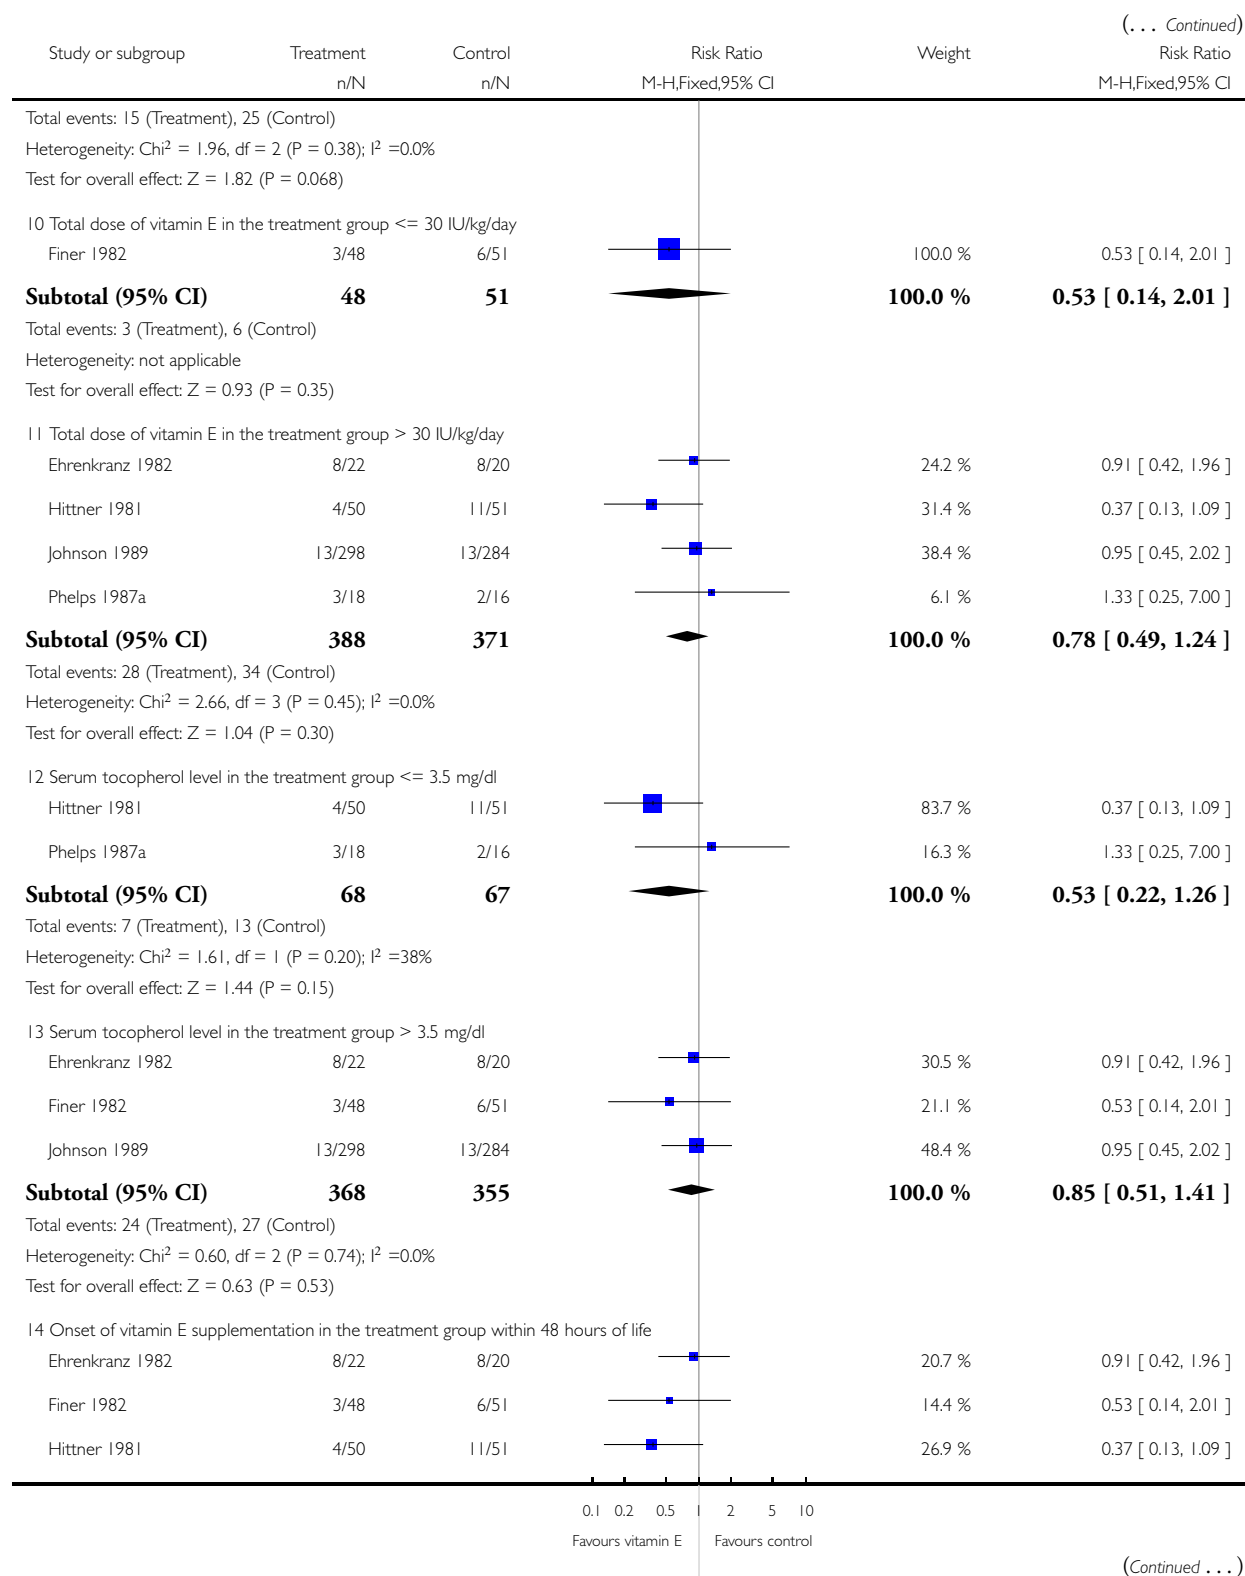 (... Continued)
Study or subgroup Treatment Control Risk Ratio Weight Risk Ratio
n/N n/N M-H,Fixed,95% CI M-H,Fixed,95% CI
Total events: 15 (Treatment), 25 (Control)
Heterogeneity: Chi² = 1.96, df = 2 (P = 0.38); I² =0.0%
Test for overall effect: Z = 1.82 (P = 0.068)
10 Total dose of vitamin E in the treatment group <= 30 IU/kg/day
Finer 1982 3/48 6/51 100.0 % 0.53 [ 0.14, 2.01 ]
Subtotal (95% CI) 48 51 100.0 % 0.53 [ 0.14, 2.01 ]
Total events: 3 (Treatment), 6 (Control)
Heterogeneity: not applicable
Test for overall effect: Z = 0.93 (P = 0.35)
11 Total dose of vitamin E in the treatment group > 30 IU/kg/day
Ehrenkranz 1982 8/22 8/20 24.2 % 0.91 [ 0.42, 1.96 ]
Hittner 1981 4/50 11/51 31.4 % 0.37 [ 0.13, 1.09 ]
Johnson 1989 13/298 13/284 38.4 % 0.95 [ 0.45, 2.02 ]
Phelps 1987a 3/18 2/16 6.1 % 1.33 [ 0.25, 7.00 ]
Subtotal (95% CI) 388 371 100.0 % 0.78 [ 0.49, 1.24 ]
Total events: 28 (Treatment), 34 (Control)
Heterogeneity: Chi² = 2.66, df = 3 (P = 0.45); I² =0.0%
Test for overall effect: Z = 1.04 (P = 0.30)
12 Serum tocopherol level in the treatment group <= 3.5 mg/dl
Hittner 1981 4/50 11/51 83.7 % 0.37 [ 0.13, 1.09 ]
Phelps 1987a 3/18 2/16 16.3 % 1.33 [ 0.25, 7.00 ]
Subtotal (95% CI) 68 67 100.0 % 0.53 [ 0.22, 1.26 ]
Total events: 7 (Treatment), 13 (Control)
Heterogeneity: Chi² = 1.61, df = 1 (P = 0.20); I² =38%
Test for overall effect: Z = 1.44 (P = 0.15)
13 Serum tocopherol level in the treatment group > 3.5 mg/dl
Ehrenkranz 1982 8/22 8/20 30.5 % 0.91 [ 0.42, 1.96 ]
Finer 1982 3/48 6/51 21.1 % 0.53 [ 0.14, 2.01 ]
Johnson 1989 13/298 13/284 48.4 % 0.95 [ 0.45, 2.02 ]
Subtotal (95% CI) 368 355 100.0 % 0.85 [ 0.51, 1.41 ]
Total events: 24 (Treatment), 27 (Control)
Heterogeneity: Chi² = 0.60, df = 2 (P = 0.74); I² =0.0%
Test for overall effect: Z = 0.63 (P = 0.53)
14 Onset of vitamin E supplementation in the treatment group within 48 hours of life
Ehrenkranz 1982 8/22 8/20 20.7 % 0.91 [ 0.42, 1.96 ]
Finer 1982 3/48 6/51 14.4 % 0.53 [ 0.14, 2.01 ]
Hittner 1981 4/50 11/51 26.9 % 0.37 [ 0.13, 1.09 ]
0.1 0.2 0.5 1 2 5 10
Favours vitamin E Favours control
(Continued ...)